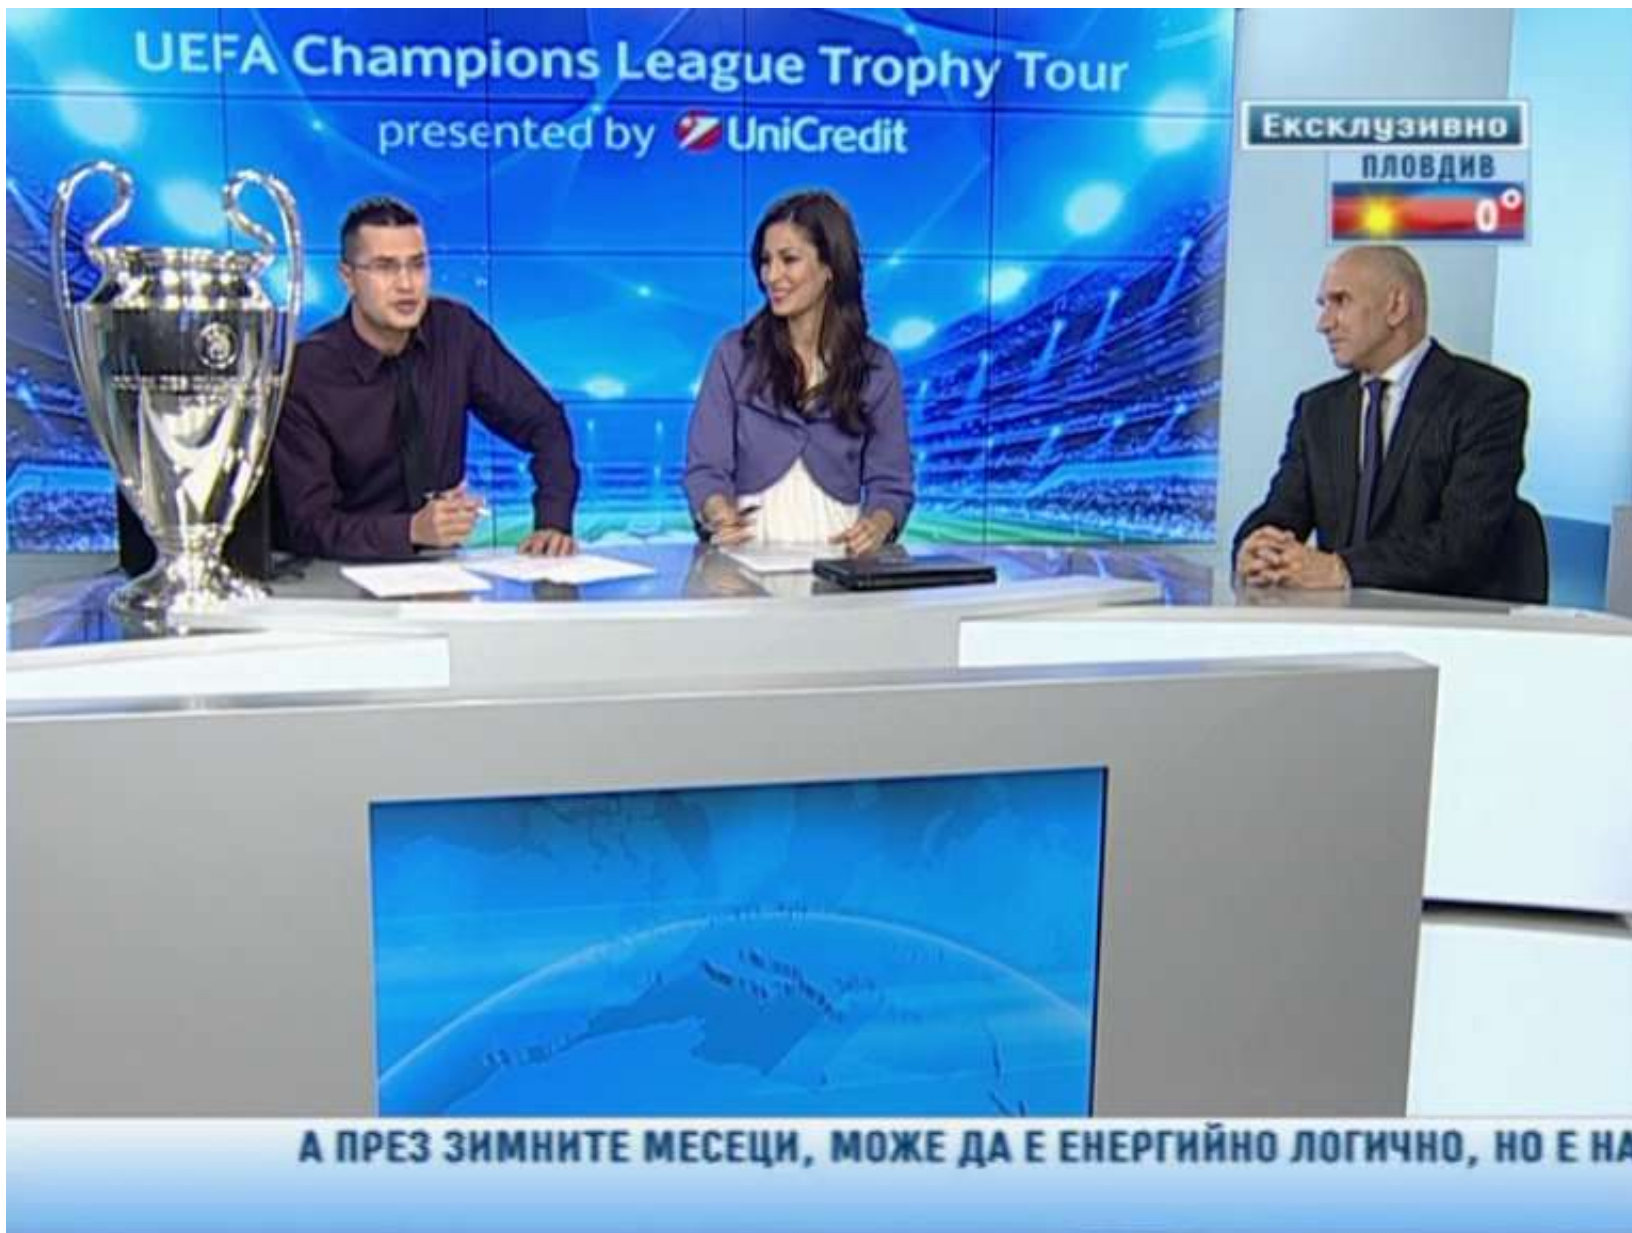 UEFA Champions League Trophy Tour
presented by UniCredit
Ексклузивно
ПЛОВДИВ
0°
А ПРЕЗ ЗИМНИТЕ МЕСЕЦИ, МОЖЕ ДА Е ЕНЕРГИЙНО ЛОГИЧНО, НО Е НА